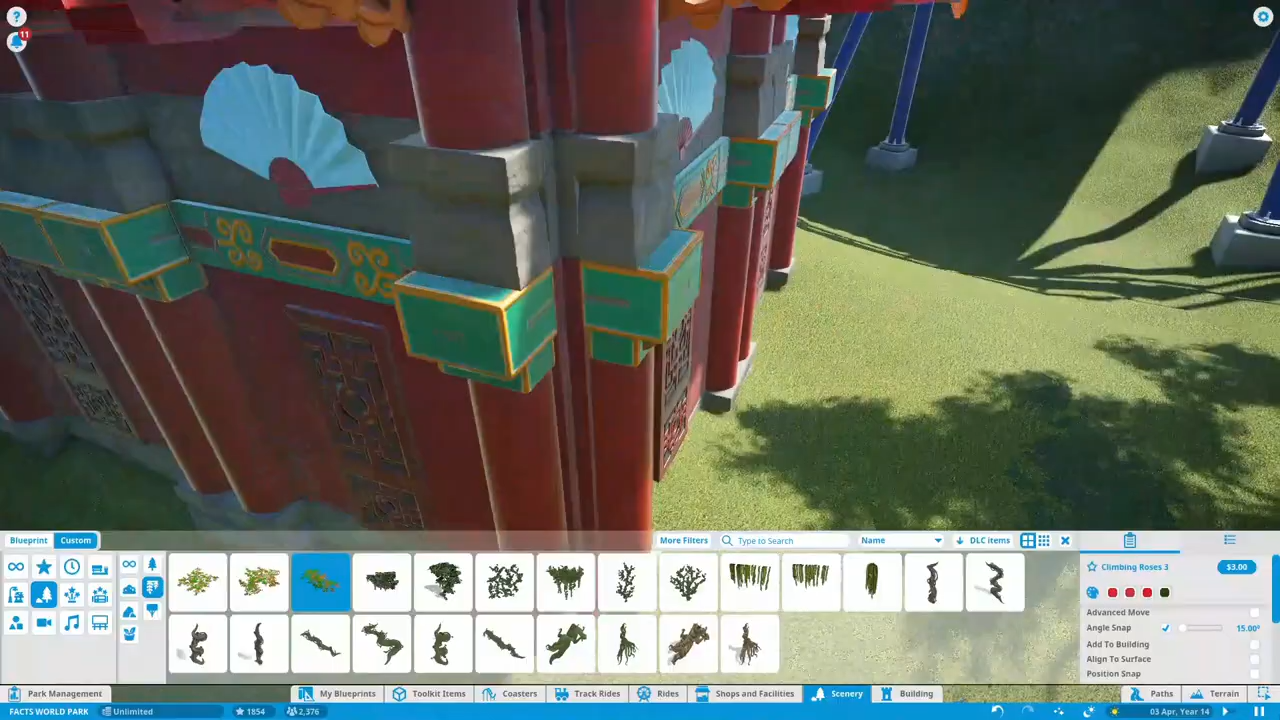 ?
11
Blueprint
Custom
More Filters
Type to Search
Name
DLC items
Climbing Roses 3
$3.00
Advanced Move
Angle Snap
15.00°
Add To Building
Align To Surface
Position Snap
Park Management
My Blueprints
Toolkit Items
Coasters
Track Rides
Rides
Shops and Facilities
Scenery
Building
Paths
Terrain
FACTS WORLD PARK
Unlimited
1854
2,376
03 Apr, Year 14